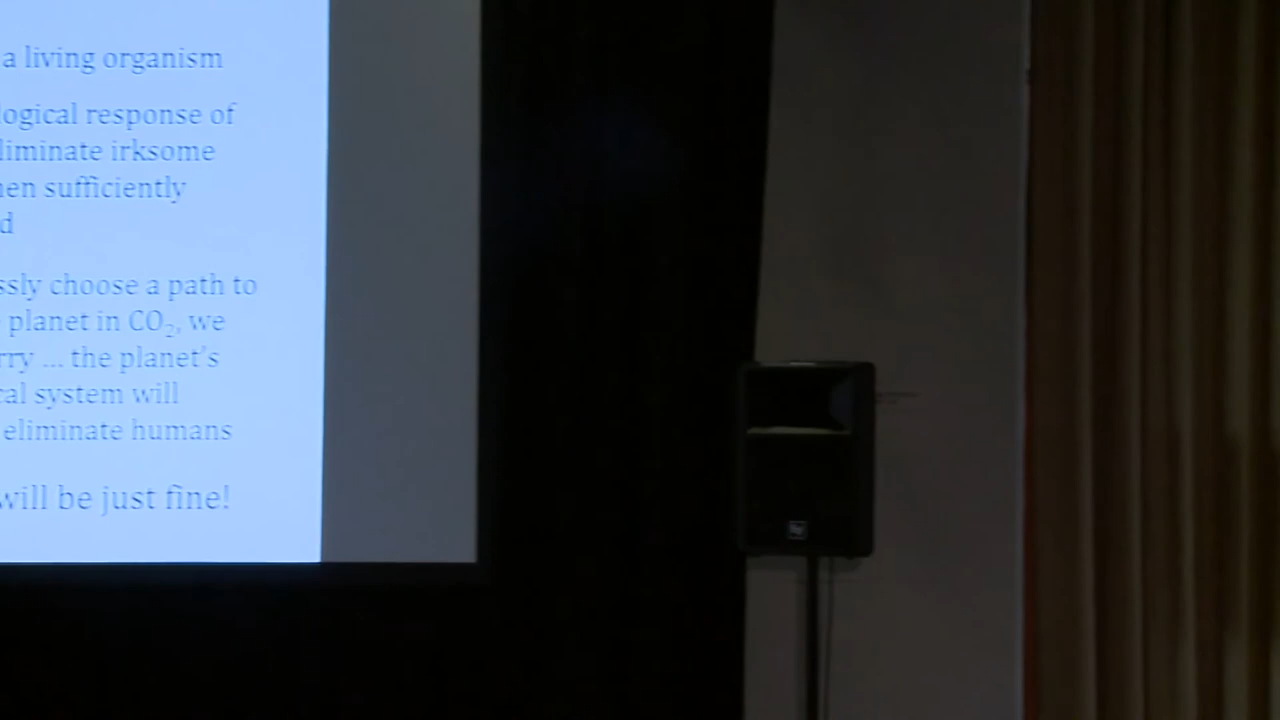 a living organism
logical response of
liminate irksome
hen sufficiently
d
ssly choose a path to
planet in CO₂, we
rry ... the planet's
cal system will
eliminate humans
will be just fine!